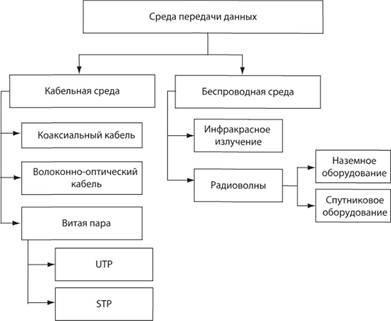 Среда передачи данных
Кабельная среда
Беспроводная среда
Коаксиальный кабель
Инфракрасное
излучение
Волоконно-оптический
кабель
Радиоволны
Наземное
оборудование
Спутниковое
оборудование
Витая пара
UTP
STP